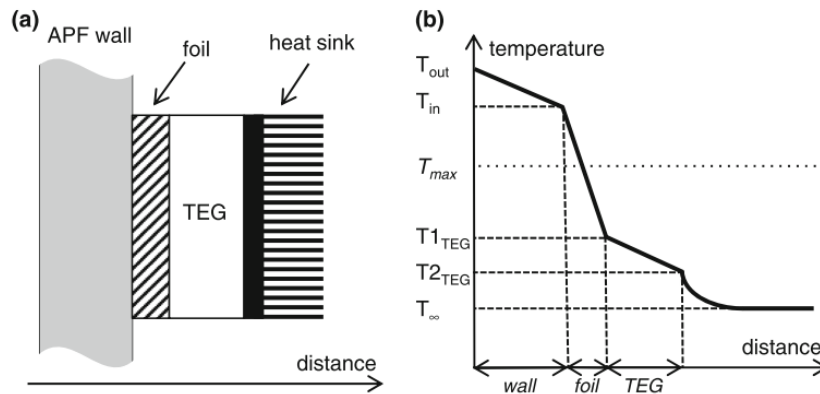 (a)
APF wall
foil
heat sink
TEG
distance
(b)
temperature
T_out
T_in
T_max
T1_TEG
T2_TEG
T_∞
distance
wall
foil
TEG